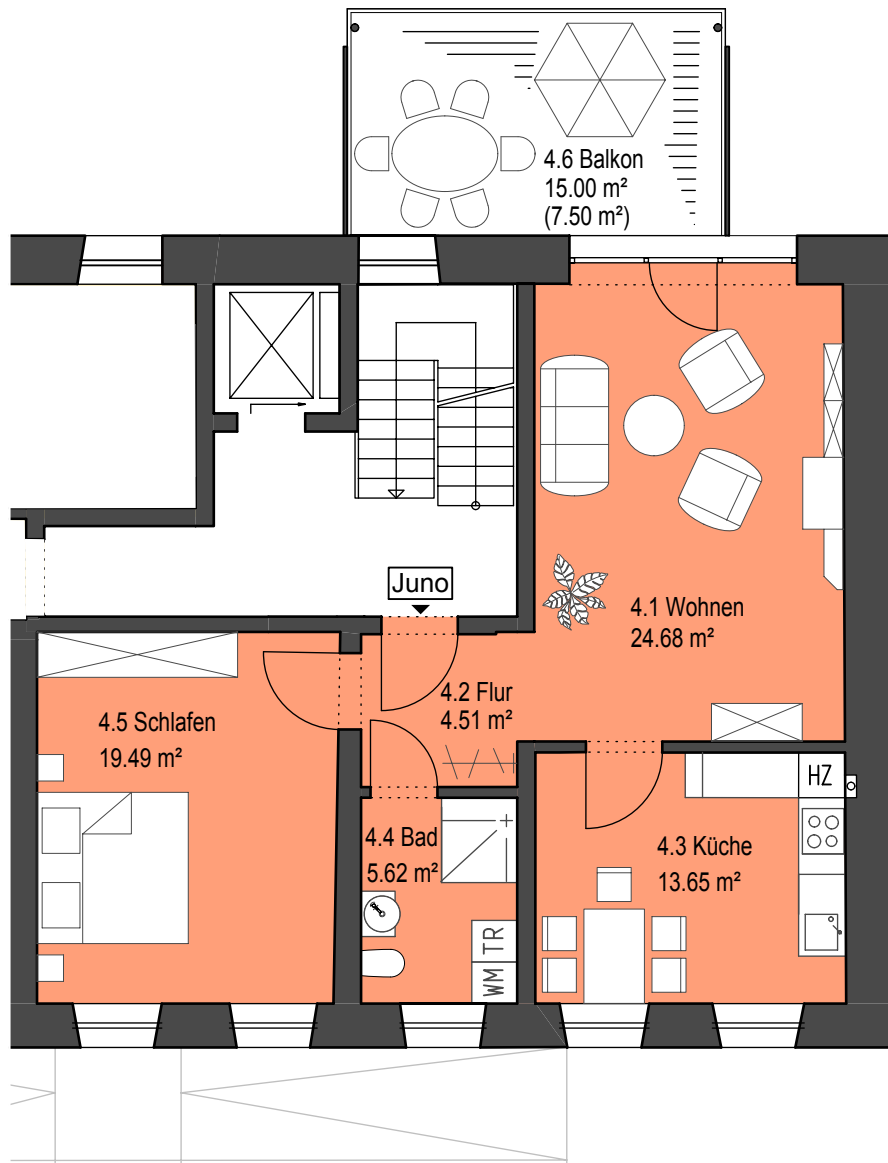 4.6 Balkon
15.00 m²
(7.50 m²)
Juno
4.1 Wohnen
24.68 m²
4.2 Flur
4.51 m²
4.5 Schlafen
19.49 m²
HZ
4.4 Bad
5.62 m²
4.3 Küche
13.65 m²
TR
WM